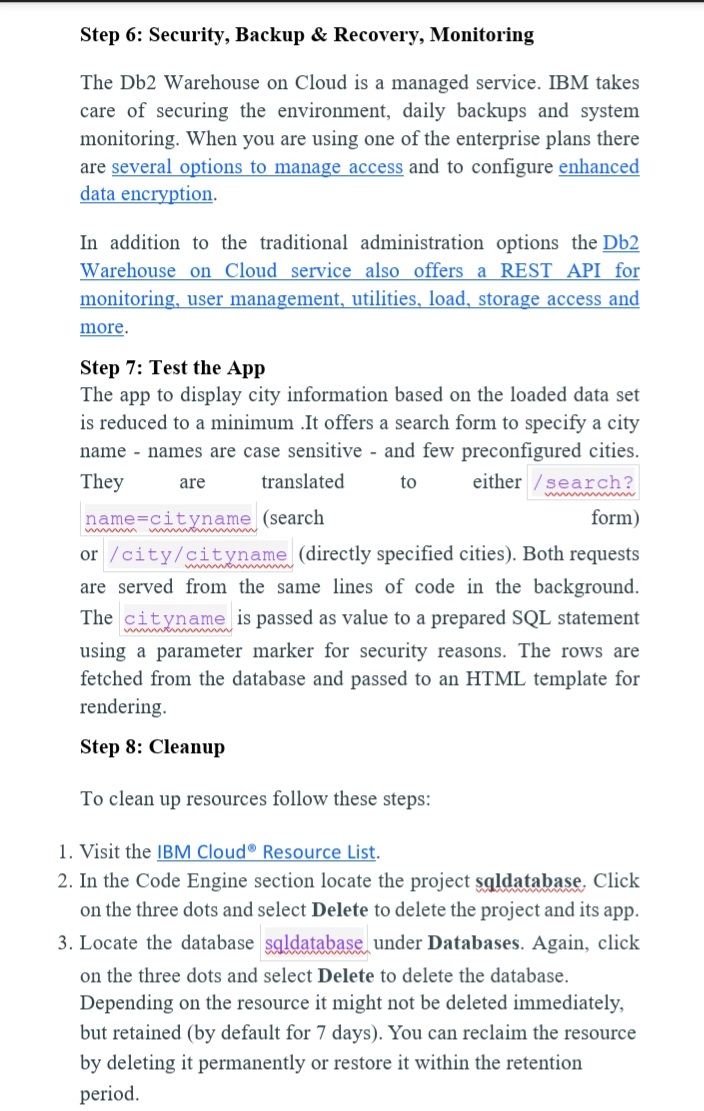 Step 6: Security, Backup & Recovery, Monitoring
The Db2 Warehouse on Cloud is a managed service. IBM takes
care of securing the environment, daily backups and system
monitoring. When you are using one of the enterprise plans there
are several options to manage access and to configure enhanced
data encryption.
In addition to the traditional administration options the Db2
Warehouse on Cloud service also offers a REST API for
monitoring, user management, utilities, load, storage access and
more.
Step 7: Test the App
The app to display city information based on the loaded data set
is reduced to a minimum .It offers a search form to specify a city
name - names are case sensitive - and few preconfigured cities.
They are translated to either /search?
name=cityname (search form)
or /city/cityname (directly specified cities). Both requests
are served from the same lines of code in the background.
The cityname is passed as value to a prepared SQL statement
using a parameter marker for security reasons. The rows are
fetched from the database and passed to an HTML template for
rendering.
Step 8: Cleanup
To clean up resources follow these steps:
1. Visit the IBM Cloud® Resource List.
2. In the Code Engine section locate the project sqldatabase. Click
on the three dots and select Delete to delete the project and its app.
3. Locate the database sqldatabase under Databases. Again, click
on the three dots and select Delete to delete the database.
Depending on the resource it might not be deleted immediately,
but retained (by default for 7 days). You can reclaim the resource
by deleting it permanently or restore it within the retention
period.